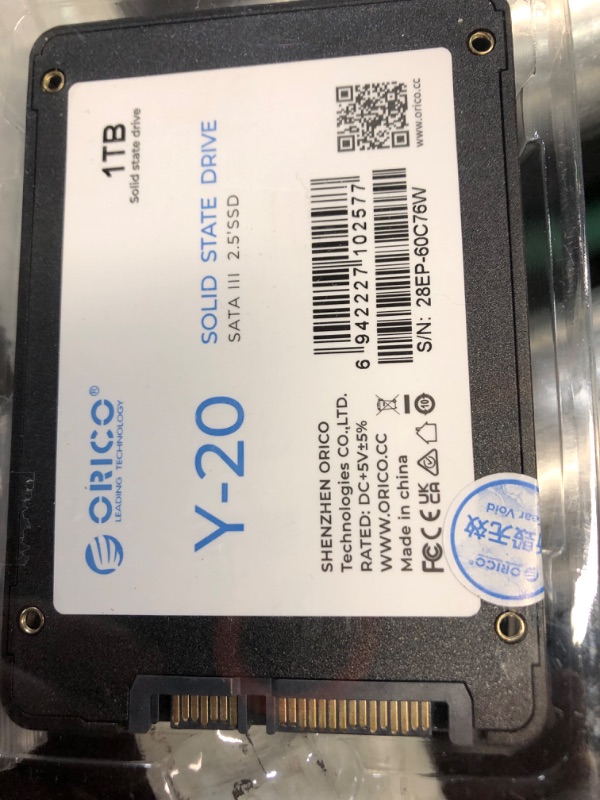 ORICO®
LEADING TECHNOLOGY
1TB
Solid state drive
Y-20
SOLID STATE DRIVE
SATA III 2.5'SSD
SHENZHEN ORICO
Technologies CO.,LTD.
RATED: DC+5V±5%
WWW.ORICO.CC
Made in china
FC CE UK CA
10
www.orico.cc
6 942227 102577
S/N: 28EP-60C76W
ORICO®
无效
ear Void